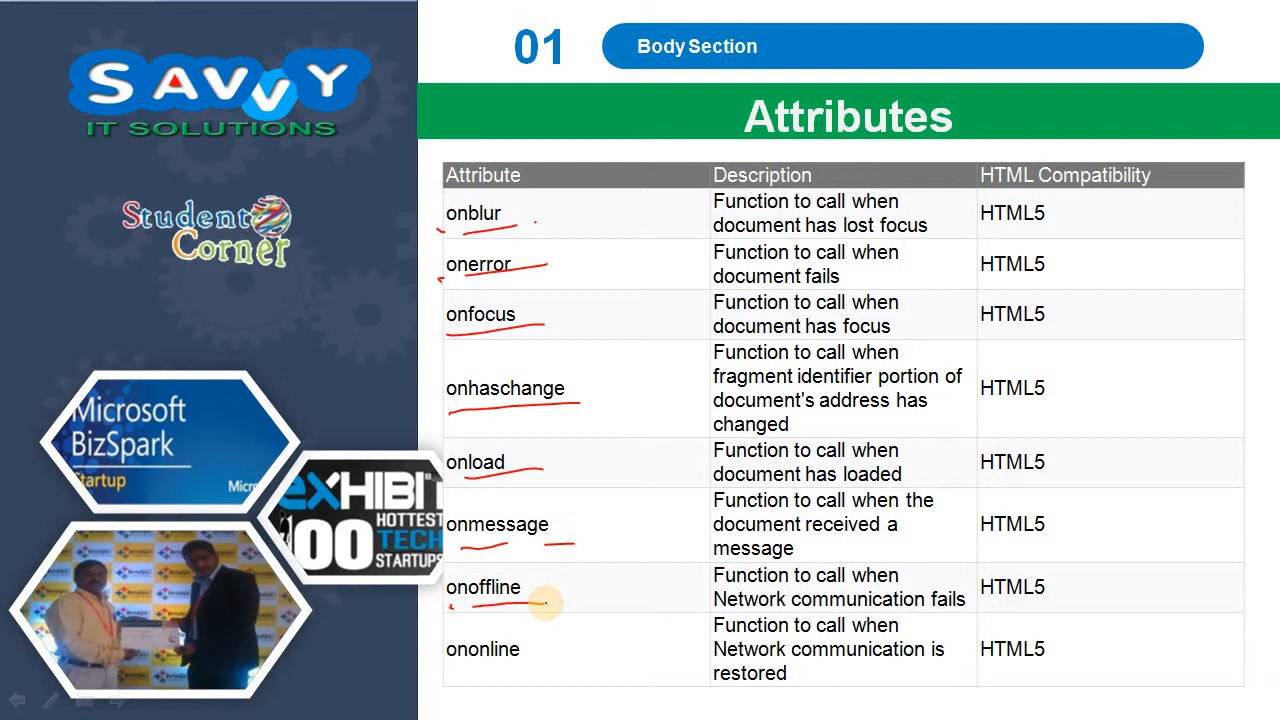 SAVVY
IT SOLUTIONS
Student
Corner
Microsoft
BizSpark
Startup
Micros
eXHIBIT
100
HOTTEST
TECH
STARTUPS
01
Body Section
Attributes
Attribute Description HTML Compatibility
onblur Function to call when
document has lost focus HTML5
onerror Function to call when
document fails HTML5
onfocus Function to call when
document has focus HTML5
onhaschange Function to call when
fragment identifier portion of
document's address has
changed HTML5
onload Function to call when
document has loaded HTML5
onmessage Function to call when the
document received a
message HTML5
onoffline Function to call when
Network communication fails HTML5
ononline Function to call when
Network communication is
restored HTML5